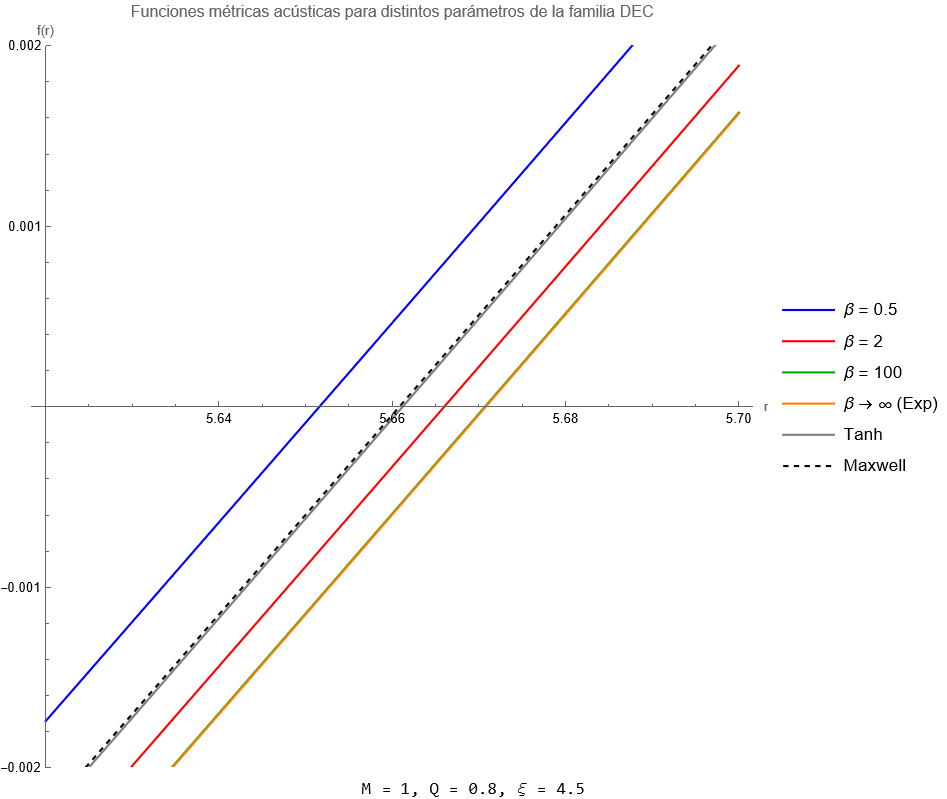 Funciones métricas acústicas para distintos parámetros de la familia DEC
f(r)
0.002
0.001
5.64
5.66
5.68
5.70
r
-0.001
-0.002
β = 0.5
β = 2
β = 100
β → ∞ (Exp)
Tanh
Maxwell
M = 1, Q = 0.8, ξ = 4.5